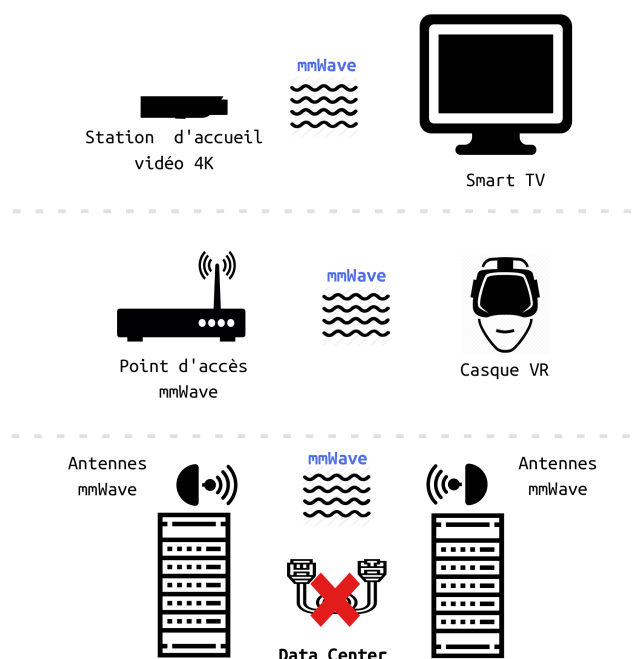 mmWave
Station d'accueil
vidéo 4K
Smart TV
mmWave
Point d'accès
mmWave
Casque VR
mmWave
Antennes
mmWave
Antennes
mmWave
Data Center